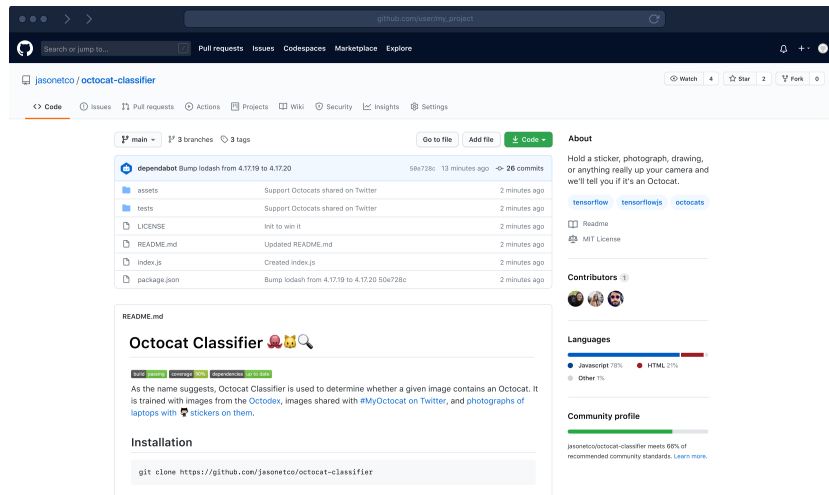 github.com/user/my_project
Search or jump to...
/
Pull requests Issues Codespaces Marketplace Explore
jasonetco / octocat-classifier
Watch 4 Star 2 Fork 0
Code Issues Pull requests Actions Projects Wiki Security Insights Settings
main 3 branches 3 tags Go to file Add file Code
dependabot Bump lodash from 4.17.19 to 4.17.20 50e728c 13 minutes ago 26 commits
assets Support Octocats shared on Twitter 2 minutes ago
tests Support Octocats shared on Twitter 2 minutes ago
LICENSE Init to win it 2 minutes ago
README.md Updated README.md 2 minutes ago
index.js Created index.js 2 minutes ago
package.json Bump lodash from 4.17.19 to 4.17.20 50e728c 2 minutes ago
README.md
Octocat Classifier
build passing coverage 90% dependencies up to date
As the name suggests, Octocat Classifier is used to determine whether a given image contains an Octocat. It
is trained with images from the Octodex, images shared with #MyOctocat on Twitter, and photographs of
laptops with stickers on them.
Installation
git clone https://github.com/jasonetco/octocat-classifier
About
Hold a sticker, photograph, drawing,
or anything really up your camera and
we'll tell you if it's an Octocat.
tensorflow tensorflowjs octocats
Readme
MIT License
Contributors 1
Languages
Javascript 78% HTML 21%
Other 1%
Community profile
jasonetco/octocat-classifier meets 66% of
recommended community standards. Learn more.